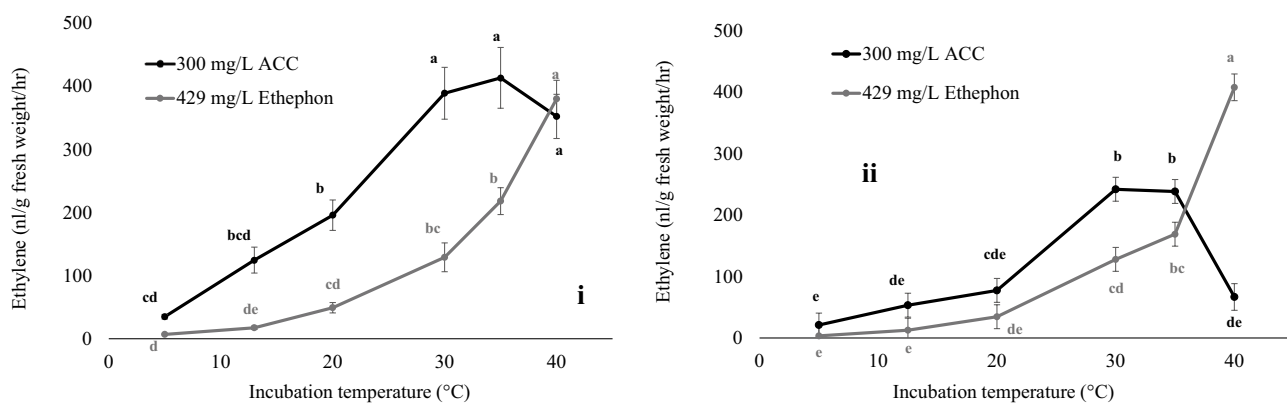 500
400
300
200
100
0
Ethylene (nl/g fresh weight/hr)
300 mg/L ACC
429 mg/L Ethephon
cd
bcd
b
a
a
a
d
de
cd
bc
b
a
i
0
10
20
30
40
Incubation temperature (°C)
500
400
300
200
100
0
Ethylene (nl/g fresh weight/hr)
300 mg/L ACC
429 mg/L Ethephon
ii
e
de
cde
b
b
de
e
e
de
cd
bc
a
0
10
20
30
40
Incubation temperature (°C)